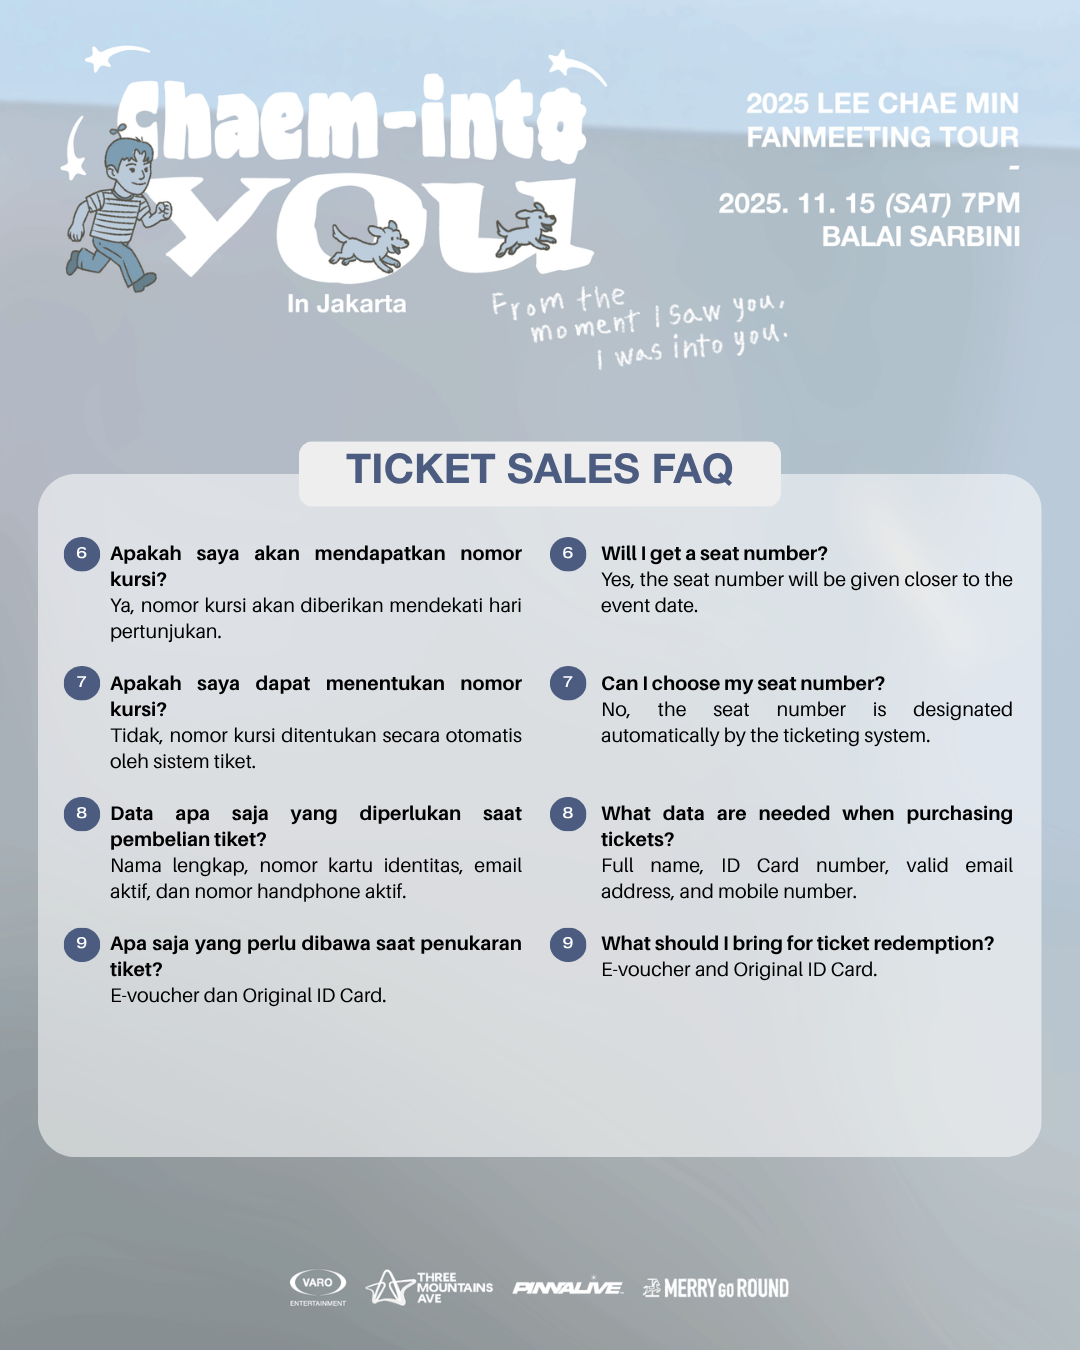 Chaem-into
you
In Jakarta
From the
moment I saw you,
I was into you.
2025 LEE CHAE MIN
FANMEETING TOUR
-
2025. 11. 15 (SAT) 7PM
BALAI SARBINI
TICKET SALES FAQ
6
Apakah saya akan mendapatkan nomor
kursi?
Ya, nomor kursi akan diberikan mendekati hari
pertunjukan.
7
Apakah saya dapat menentukan nomor
kursi?
Tidak, nomor kursi ditentukan secara otomatis
oleh sistem tiket.
8
Data apa saja yang diperlukan saat
pembelian tiket?
Nama lengkap, nomor kartu identitas, email
aktif, dan nomor handphone aktif.
9
Apa saja yang perlu dibawa saat penukaran
tiket?
E-voucher dan Original ID Card.
6
Will I get a seat number?
Yes, the seat number will be given closer to the
event date.
7
Can I choose my seat number?
No, the seat number is designated
automatically by the ticketing system.
8
What data are needed when purchasing
tickets?
Full name, ID Card number, valid email
address, and mobile number.
9
What should I bring for ticket redemption?
E-voucher and Original ID Card.
VARO
ENTERTAINMENT
THREE
MOUNTAINS
AVE
PINNALIVE
MERRY GO ROUND